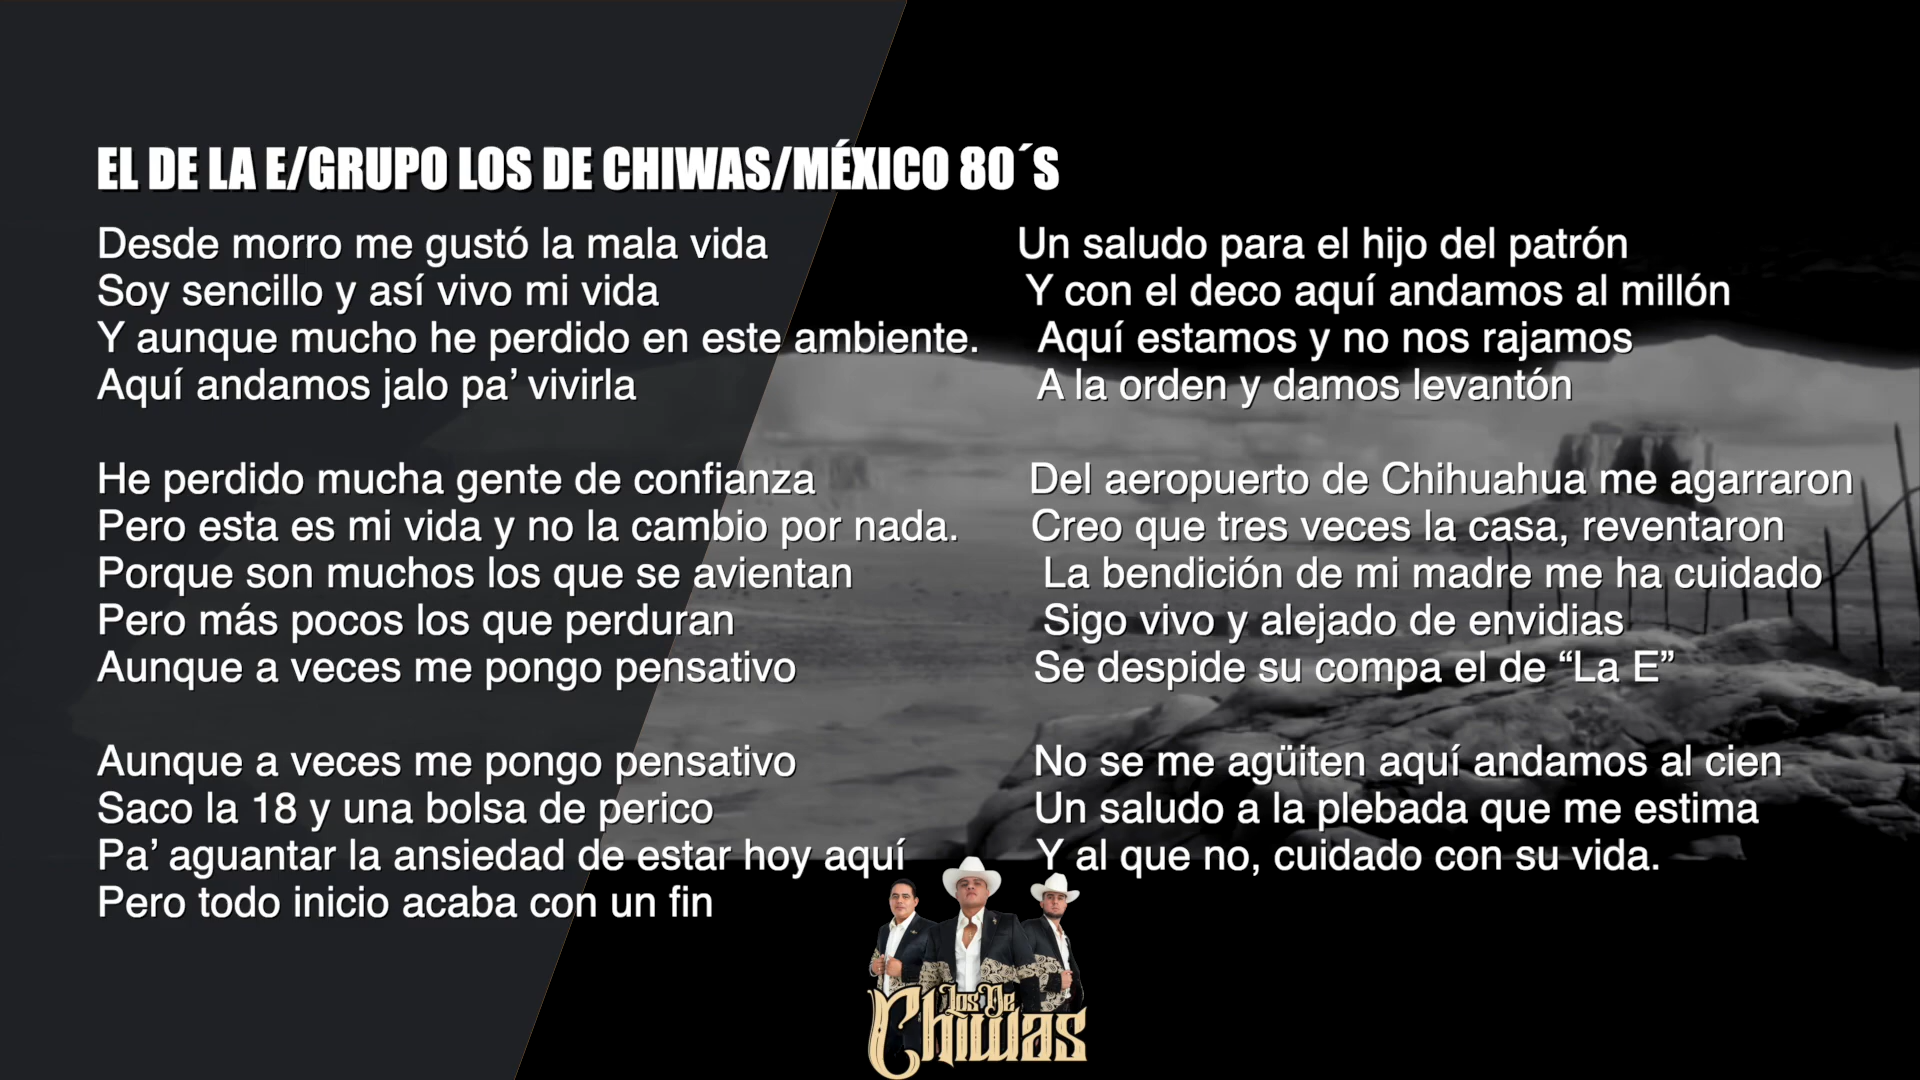 EL DE LA E/GRUPO LOS DE CHIWAS/MÉXICO 80´S
Desde morro me gustó la mala vida
Soy sencillo y así vivo mi vida
Y aunque mucho he perdido en este ambiente.
Aquí andamos jalo pa’ vivirla
He perdido mucha gente de confianza
Pero esta es mi vida y no la cambio por nada.
Porque son muchos los que se avientan
Pero más pocos los que perduran
Aunque a veces me pongo pensativo
Aunque a veces me pongo pensativo
Saco la 18 y una bolsa de perico
Pa’ aguantar la ansiedad de estar hoy aquí
Pero todo inicio acaba con un fin
Un saludo para el hijo del patrón
Y con el deco aquí andamos al millón
Aquí estamos y no nos rajamos
A la orden y damos levantón
Del aeropuerto de Chihuahua me agarraron
Creo que tres veces la casa, reventaron
La bendición de mi madre me ha cuidado
Sigo vivo y alejado de envidias
Se despide su compa el de “La E”
No se me agüiten aquí andamos al cien
Un saludo a la plebada que me estima
Y al que no, cuidado con su vida.
Los De
Chiwas